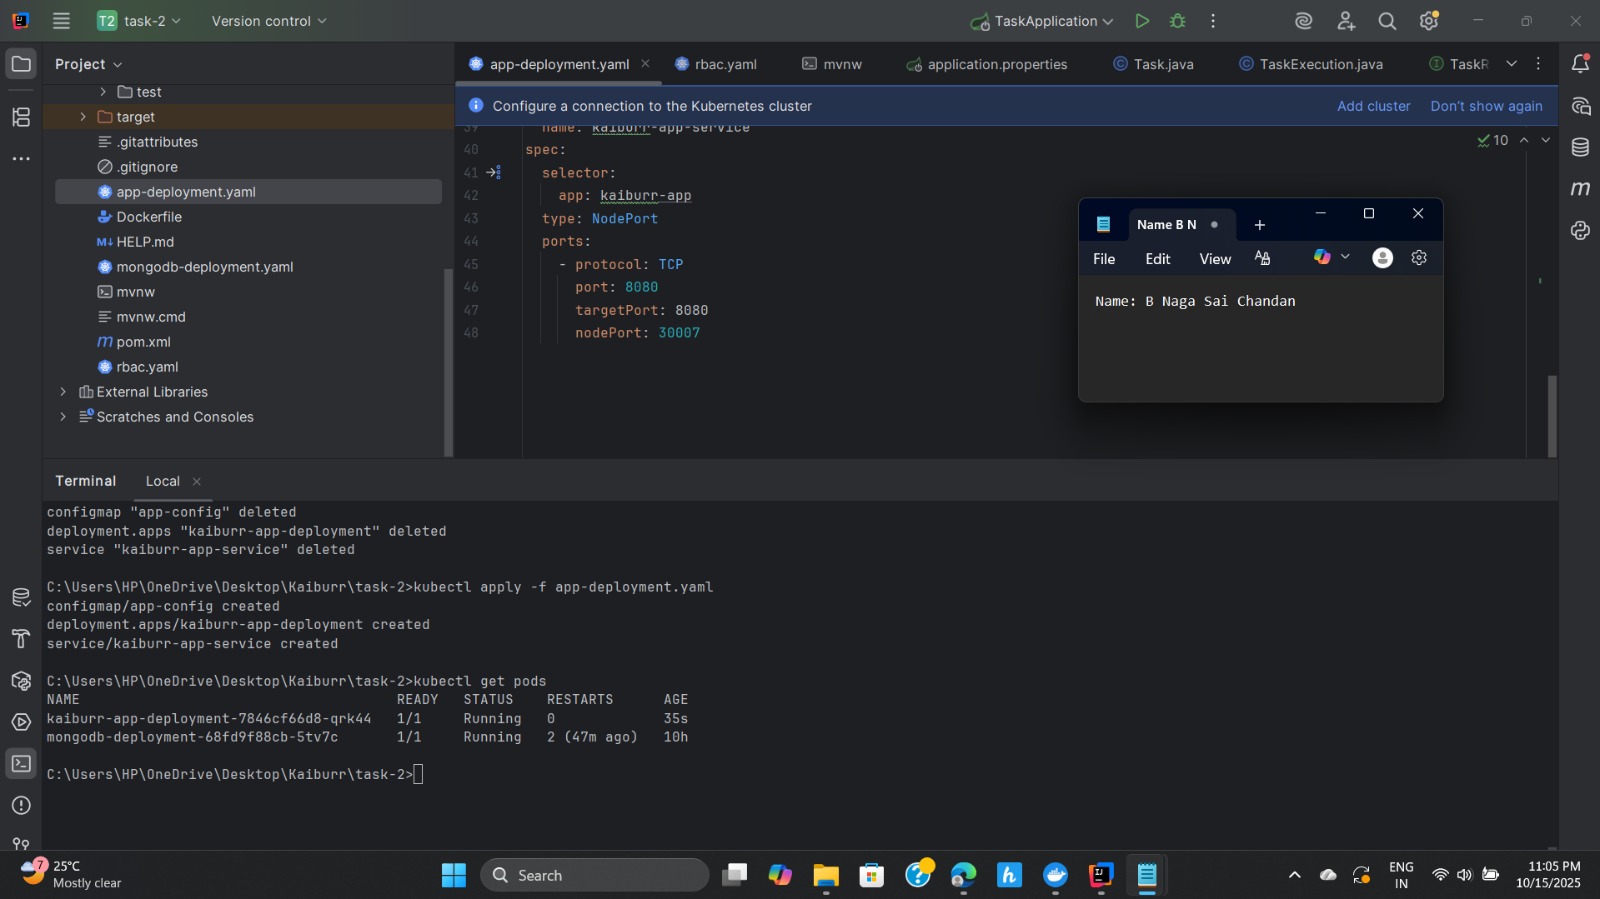 T2 task-2 Version control TaskApplication
Project
app-deployment.yaml rbac.yaml mvnw application.properties Task.java TaskExecution.java TaskR
Configure a connection to the Kubernetes cluster Add cluster Don't show again
test
target
.gitattributes
.gitignore
app-deployment.yaml
Dockerfile
HELP.md
mongodb-deployment.yaml
mvnw
mvnw.cmd
pom.xml
rbac.yaml
External Libraries
Scratches and Consoles
39 name: kaiburr-app-service
40 spec:
41 selector:
42 app: kaiburr-app
43 type: NodePort
44 ports:
45 - protocol: TCP
46 port: 8080
47 targetPort: 8080
48 nodePort: 30007
10
Name B N
File Edit View
Name: B Naga Sai Chandan
Terminal Local
configmap "app-config" deleted
deployment.apps "kaiburr-app-deployment" deleted
service "kaiburr-app-service" deleted
C:\Users\HP\OneDrive\Desktop\Kaiburr\task-2>kubectl apply -f app-deployment.yaml
configmap/app-config created
deployment.apps/kaiburr-app-deployment created
service/kaiburr-app-service created
C:\Users\HP\OneDrive\Desktop\Kaiburr\task-2>kubectl get pods
NAME READY STATUS RESTARTS AGE
kaiburr-app-deployment-7846cf66d8-qrk44 1/1 Running 0 35s
mongodb-deployment-68fd9f88cb-5tv7c 1/1 Running 2 (47m ago) 10h
C:\Users\HP\OneDrive\Desktop\Kaiburr\task-2>
7
25°C
Mostly clear
Search
ENG
IN
11:05 PM
10/15/2025